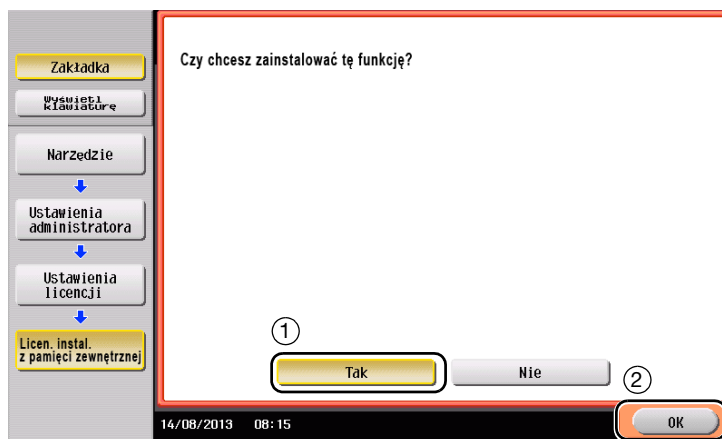 Zakładka
Wyświetl
klawiaturę
Narzędzie
Ustawienia
administratora
Ustawienia
licencji
Licen. instal.
z pamięci zewnętrznej
Czy chcesz zainstalować tę funkcję?
1
Tak
Nie
2
14/08/2013 08:15
OK